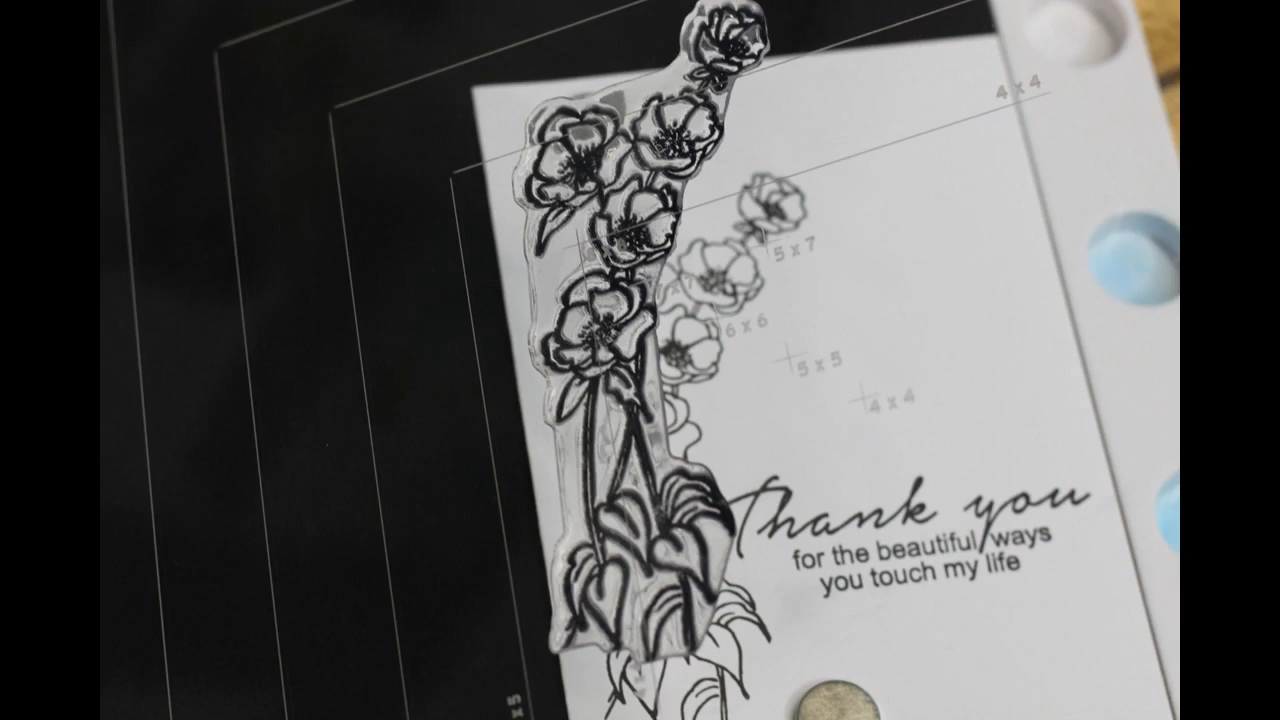 4 x 4
5 x 7
6 x 6
5 x 5
4 x 4
Thank you
for the beautiful ways
you touch my life
x 5